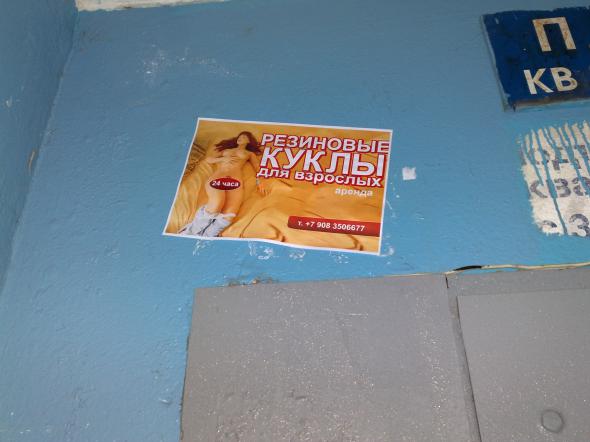 П
КВ
РЕЗИНОВЫЕ
КУКЛЫ
для взрослых
аренда
24 часа
т. +7 908 3506677